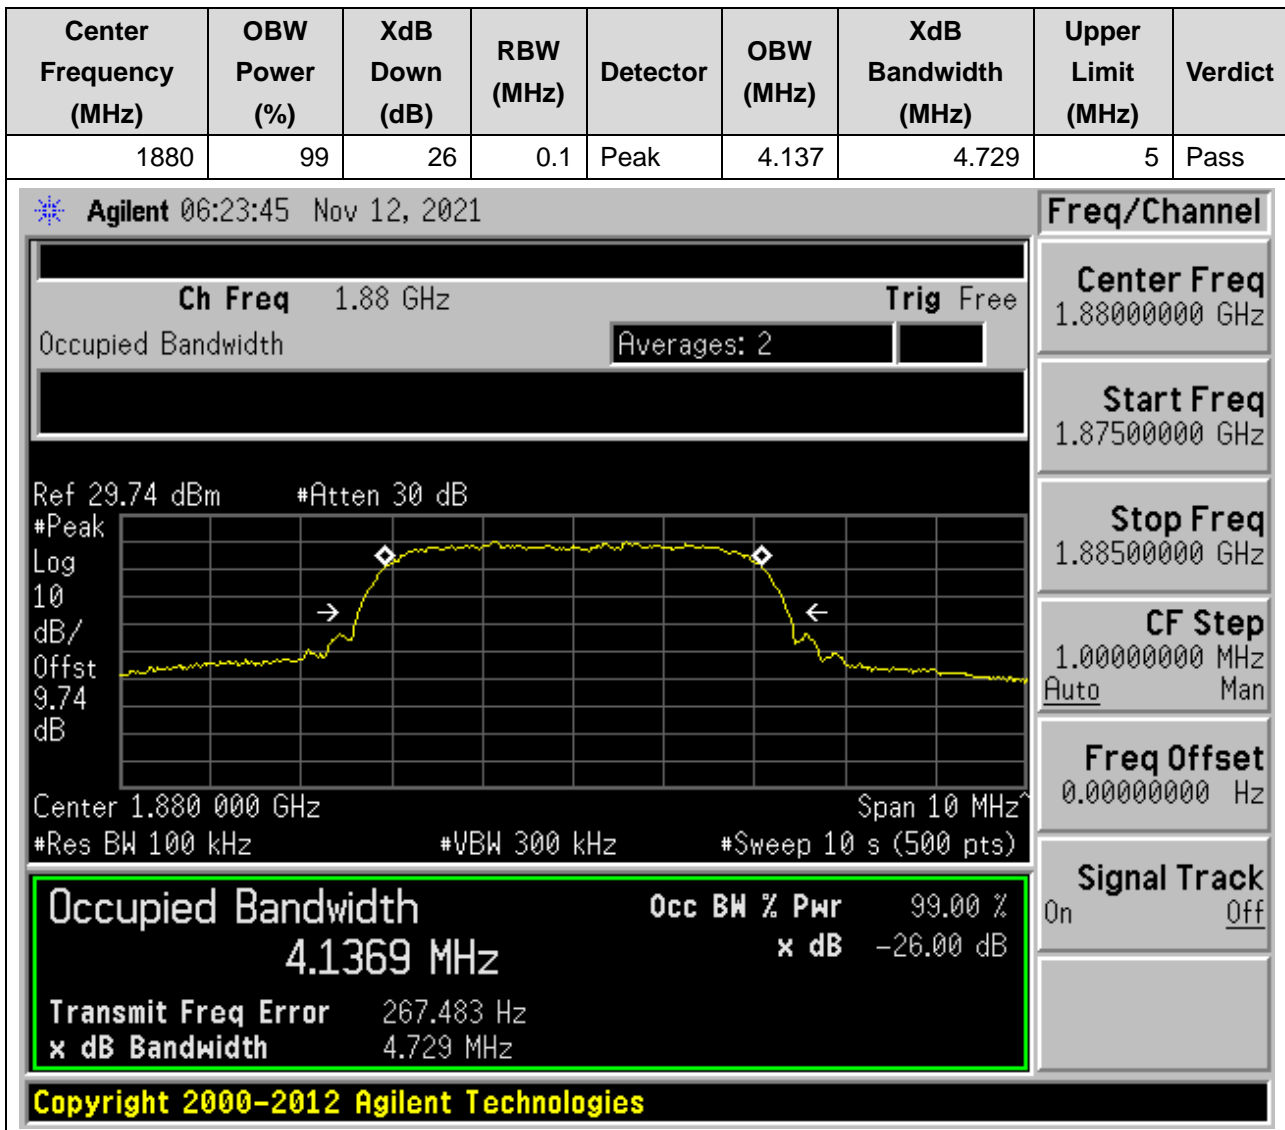 Center Frequency (MHz) OBW Power (%) XdB Down (dB) RBW (MHz) Detector OBW (MHz) XdB Bandwidth (MHz) Upper Limit (MHz) Verdict
1880 99 26 0.1 Peak 4.137 4.729 5 Pass
Agilent 06:23:45 Nov 12, 2021
Ch Freq 1.88 GHz Trig Free
Occupied Bandwidth Averages: 2
Ref 29.74 dBm #Atten 30 dB
#Peak
Log
10
dB/
Offst
9.74
dB
Center 1.880 000 GHz Span 10 MHz^
#Res BW 100 kHz #VBW 300 kHz #Sweep 10 s (500 pts)
Occupied Bandwidth Occ BW % Pwr 99.00 %
4.1369 MHz x dB -26.00 dB
Transmit Freq Error 267.483 Hz
x dB Bandwidth 4.729 MHz
Copyright 2000-2012 Agilent Technologies
Freq/Channel
Center Freq
1.88000000 GHz
Start Freq
1.87500000 GHz
Stop Freq
1.88500000 GHz
CF Step
1.00000000 MHz
Auto Man
Freq Offset
0.00000000 Hz
Signal Track
On Off